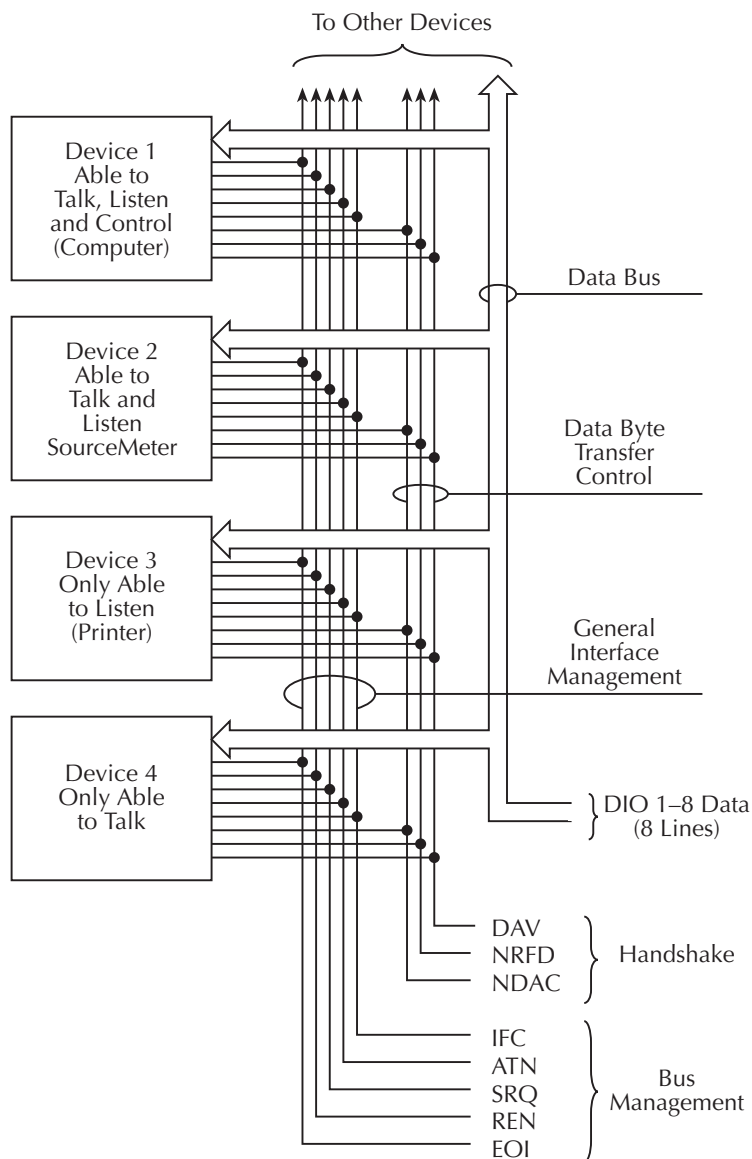 To Other Devices
Device 1
Able to
Talk, Listen
and Control
(Computer)
Data Bus
Device 2
Able to
Talk and
Listen
SourceMeter
Data Byte
Transfer
Control
Device 3
Only Able
to Listen
(Printer)
General
Interface
Management
Device 4
Only Able
to Talk
DIO 1–8 Data
(8 Lines)
DAV
NRFD
NDAC
Handshake
IFC
ATN
SRQ
REN
EOI
Bus
Management